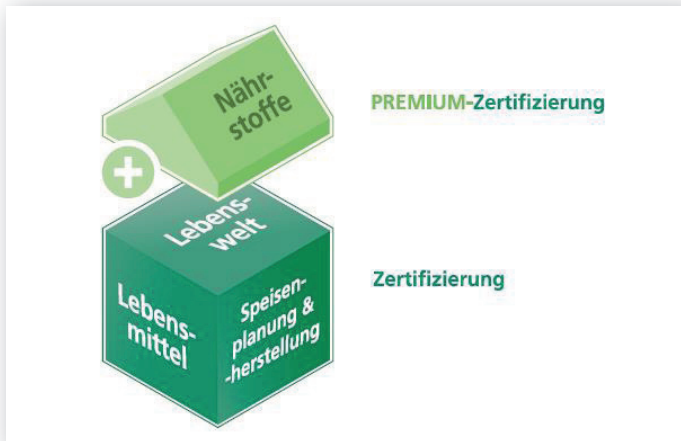 Nähr-
stoffe
PREMIUM-Zertifizierung
+
Lebens-
welt
Lebens-
mittel
Speisen-
planung &
-herstellung
Zertifizierung